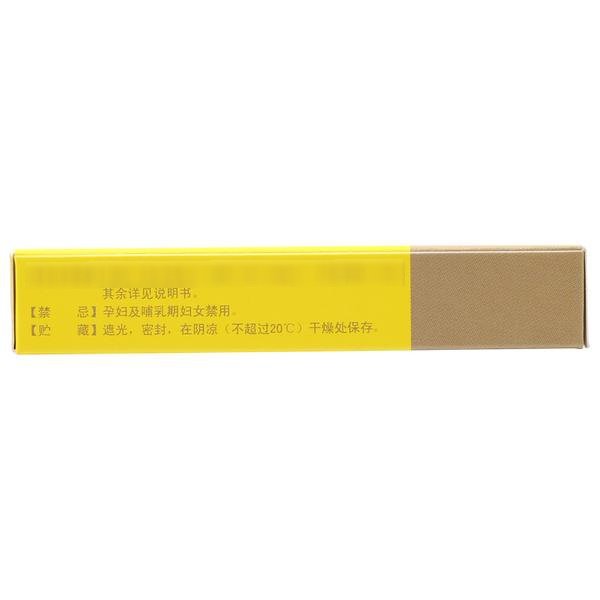 其余详见说明书。
【禁 忌】孕妇及哺乳期妇女禁用。
【贮 藏】遮光，密封，在阴凉（不超过20℃）干燥处保存。